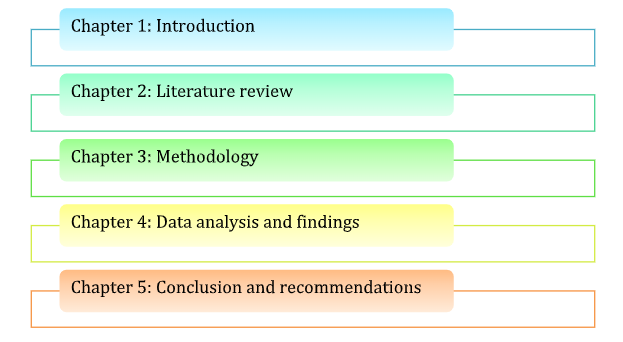 Chapter 1: Introduction
Chapter 2: Literature review
Chapter 3: Methodology
Chapter 4: Data analysis and findings
Chapter 5: Conclusion and recommendations